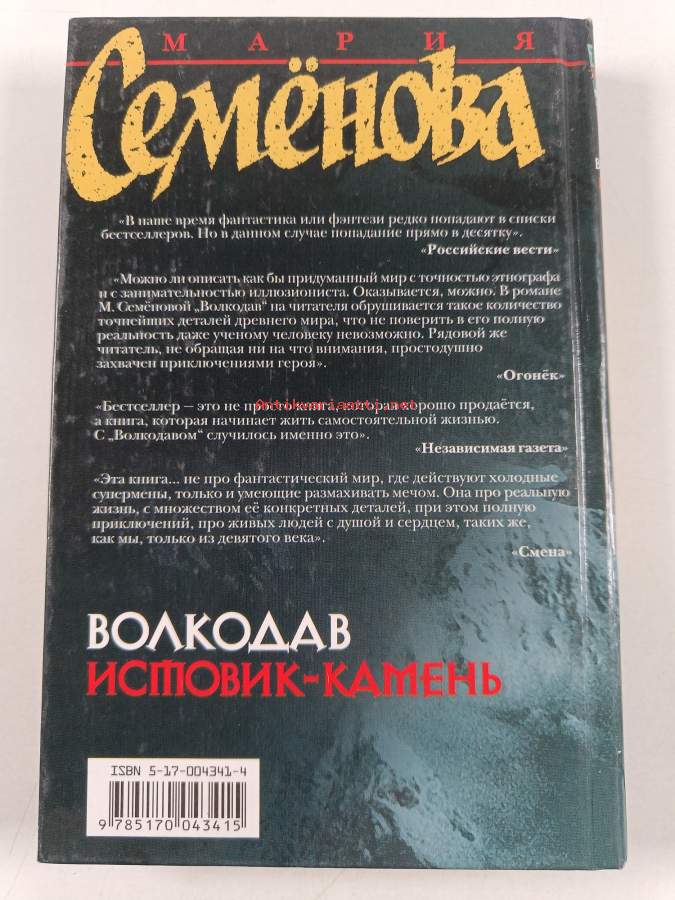 МАРИЯ
Семёнова
«В наше время фантастика или фэнтези редко попадают в списки
бестселлеров. Но в данном случае попадание прямо в десятку».
«Российские вести»
«Можно ли описать как бы придуманный мир с точностью этнографа
и с занимательностью иллюзиониста. Оказывается, можно. В романе
М. Семёновой „Волкодав“ на читателя обрушивается такое количество
точнейших деталей древнего мира, что не поверить в его полную
реальность даже ученому человеку невозможно. Рядовой же
читатель, не обращая ни на что внимания, простодушно
захвачен приключениями героя».
«Огонёк»
Antikvariaatti.net
«Бестселлер — это не просто книга, которая хорошо продаётся,
а книга, которая начинает жить самостоятельной жизнью.
С „Волкодавом“ случилось именно это».
«Независимая газета»
«Эта книга... не про фантастический мир, где действуют холодные
супермены, только и умеющие размахивать мечом. Она про реальную
жизнь, с множеством её конкретных деталей, при этом полную
приключений, про живых людей с душой и сердцем, таких же,
как мы, только из девятого века».
«Смена»
ВОЛКОДАВ
ИСТОВИК-КАМЕНЬ
ISBN 5-17-004341-4
9 785170 043415